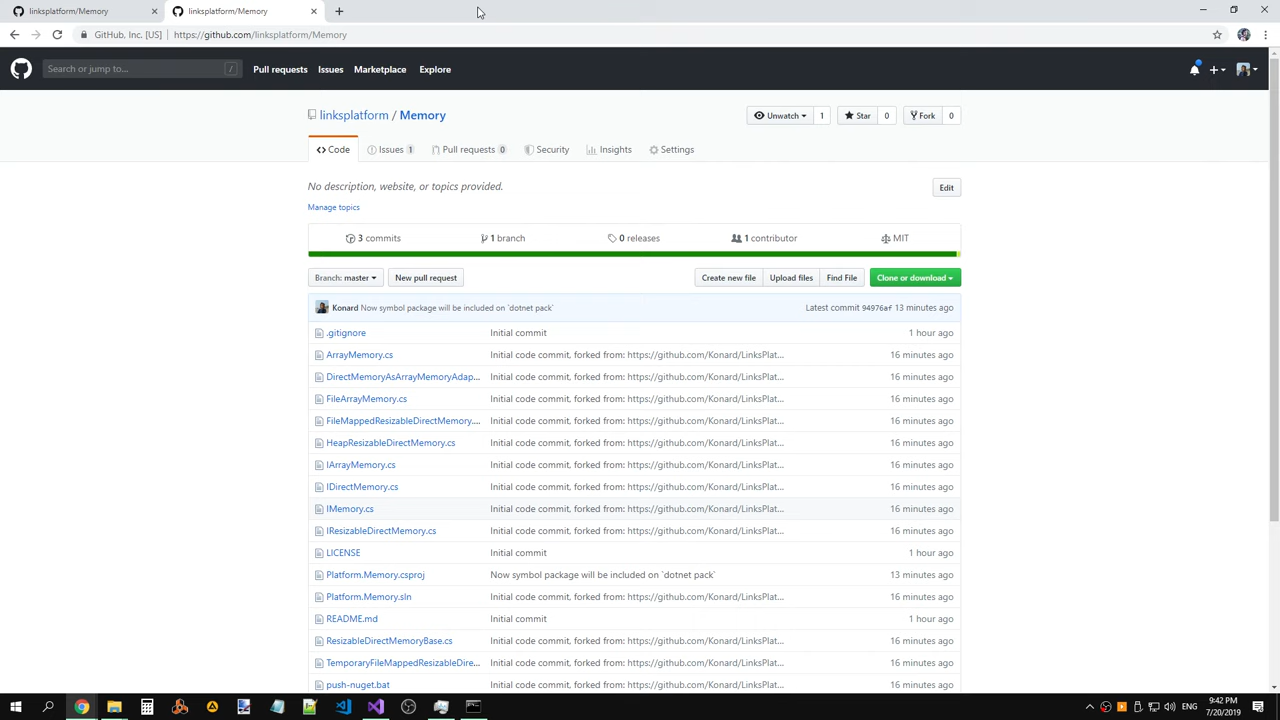 linksplatform/Memory
linksplatform/Memory
GitHub, Inc. [US] https://github.com/linksplatform/Memory
Search or jump to... /
Pull requests Issues Marketplace Explore
linksplatform / Memory
Unwatch 1 Star 0 Fork 0
Code Issues 1 Pull requests 0 Security Insights Settings
No description, website, or topics provided.
Edit
Manage topics
3 commits 1 branch 0 releases 1 contributor MIT
Branch: master New pull request Create new file Upload files Find File Clone or download
Konard Now symbol package will be included on `dotnet pack` Latest commit 94976af 13 minutes ago
.gitignore Initial commit 1 hour ago
ArrayMemory.cs Initial code commit, forked from: https://github.com/Konard/LinksPlat... 16 minutes ago
DirectMemoryAsArrayMemoryAdap... Initial code commit, forked from: https://github.com/Konard/LinksPlat... 16 minutes ago
FileArrayMemory.cs Initial code commit, forked from: https://github.com/Konard/LinksPlat... 16 minutes ago
FileMappedResizableDirectMemory.... Initial code commit, forked from: https://github.com/Konard/LinksPlat... 16 minutes ago
HeapResizableDirectMemory.cs Initial code commit, forked from: https://github.com/Konard/LinksPlat... 16 minutes ago
IArrayMemory.cs Initial code commit, forked from: https://github.com/Konard/LinksPlat... 16 minutes ago
IDirectMemory.cs Initial code commit, forked from: https://github.com/Konard/LinksPlat... 16 minutes ago
IMemory.cs Initial code commit, forked from: https://github.com/Konard/LinksPlat... 16 minutes ago
IResizableDirectMemory.cs Initial code commit, forked from: https://github.com/Konard/LinksPlat... 16 minutes ago
LICENSE Initial commit 1 hour ago
Platform.Memory.csproj Now symbol package will be included on `dotnet pack` 13 minutes ago
Platform.Memory.sln Initial code commit, forked from: https://github.com/Konard/LinksPlat... 16 minutes ago
README.md Initial commit 1 hour ago
ResizableDirectMemoryBase.cs Initial code commit, forked from: https://github.com/Konard/LinksPlat... 16 minutes ago
TemporaryFileMappedResizableDire... Initial code commit, forked from: https://github.com/Konard/LinksPlat... 16 minutes ago
push-nuget.bat Initial code commit, forked from: https://github.com/Konard/LinksPlat... 16 minutes ago
ENG 9:42 PM
7/20/2019